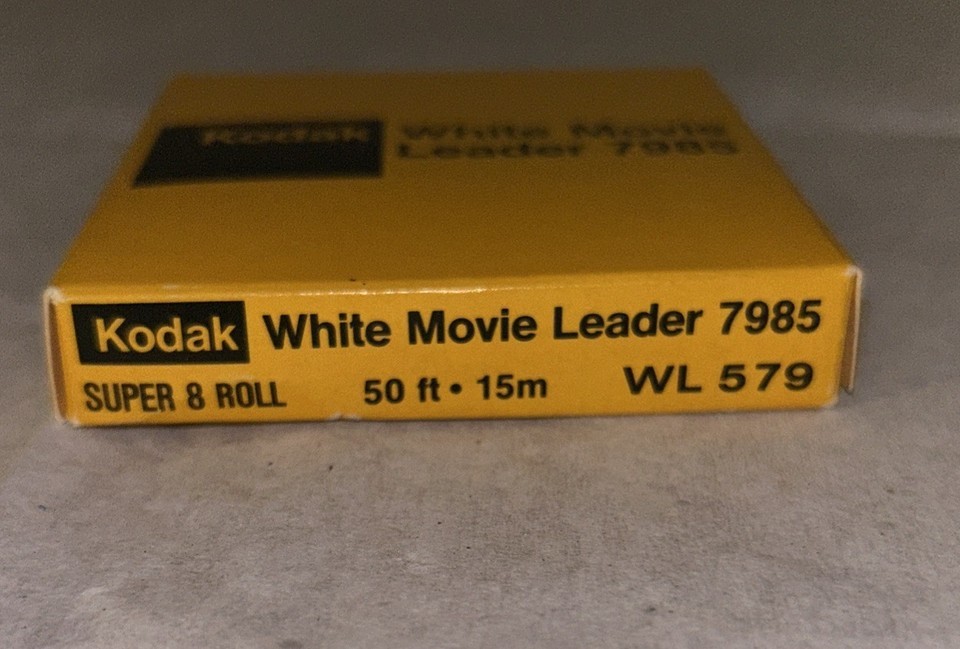 Kodak White Movie
Leader 7985
Kodak White Movie Leader 7985
SUPER 8 ROLL 50 ft • 15m WL 579